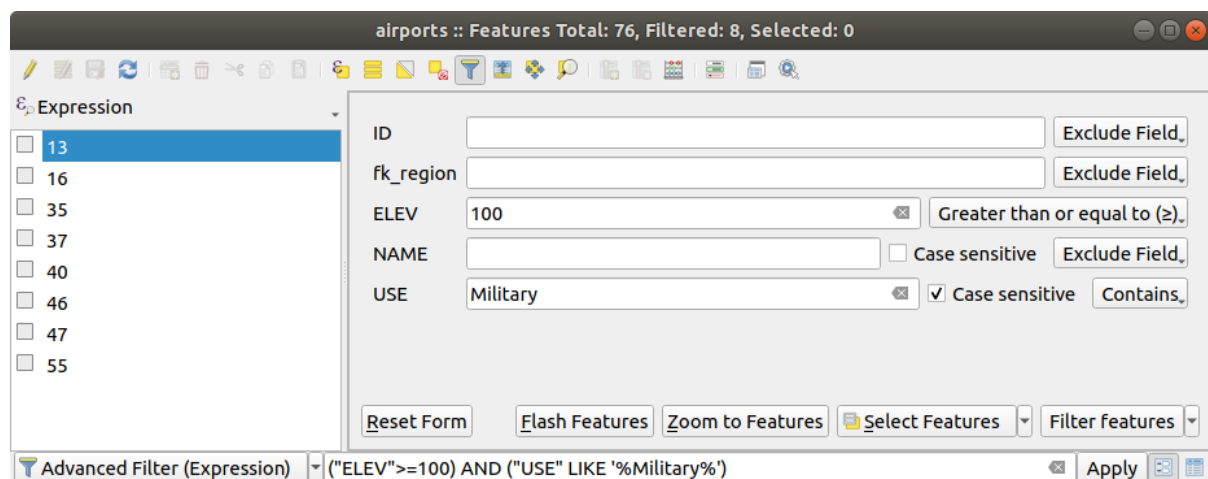 airports :: Features Total: 76, Filtered: 8, Selected: 0
Expression
13
16
35
37
40
46
47
55
ID Exclude Field
fk_region Exclude Field
ELEV 100 Greater than or equal to (≥)
NAME Case sensitive Exclude Field
USE Military Case sensitive Contains
Reset Form Flash Features Zoom to Features Select Features Filter features
Advanced Filter (Expression) ("ELEV">=100) AND ("USE" LIKE '%Military%') Apply